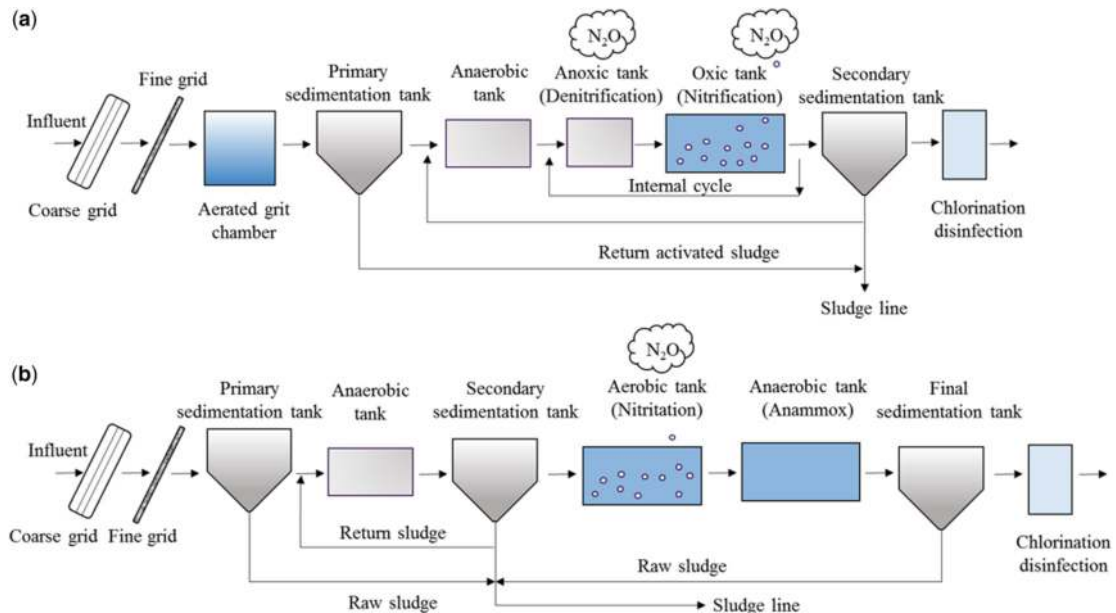 (a)
N₂O
N₂O
Fine grid
Primary
sedimentation tank
Anaerobic
tank
Anoxic tank
(Denitrification)
Oxic tank
(Nitrification)
Secondary
sedimentation tank
Influent
Internal cycle
Coarse grid
Aerated grit
chamber
Chlorination
disinfection
Return activated sludge
Sludge line
(b)
N₂O
Primary
sedimentation tank
Anaerobic
tank
Secondary
sedimentation tank
Aerobic tank
(Nitritation)
Anaerobic tank
(Anammox)
Final
sedimentation tank
Influent
Coarse grid
Fine grid
Return sludge
Chlorination
disinfection
Raw sludge
Raw sludge
Sludge line